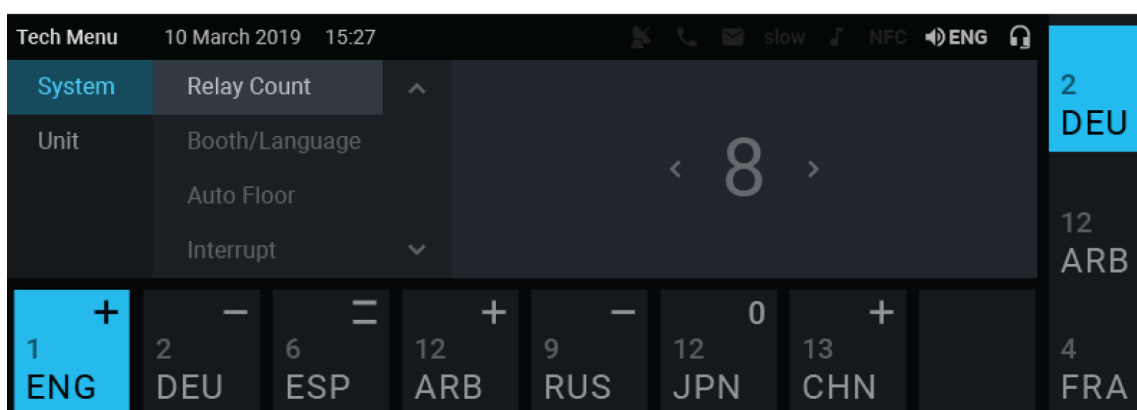 Tech Menu 10 March 2019 15:27 slow NFC ENG
System Relay Count
Unit Booth/Language
Auto Floor
Interrupt
< 8 >
2
DEU
12
ARB
4
FRA
+ – = + – 0 +
1 2 6 12 9 12 13
ENG DEU ESP ARB RUS JPN CHN